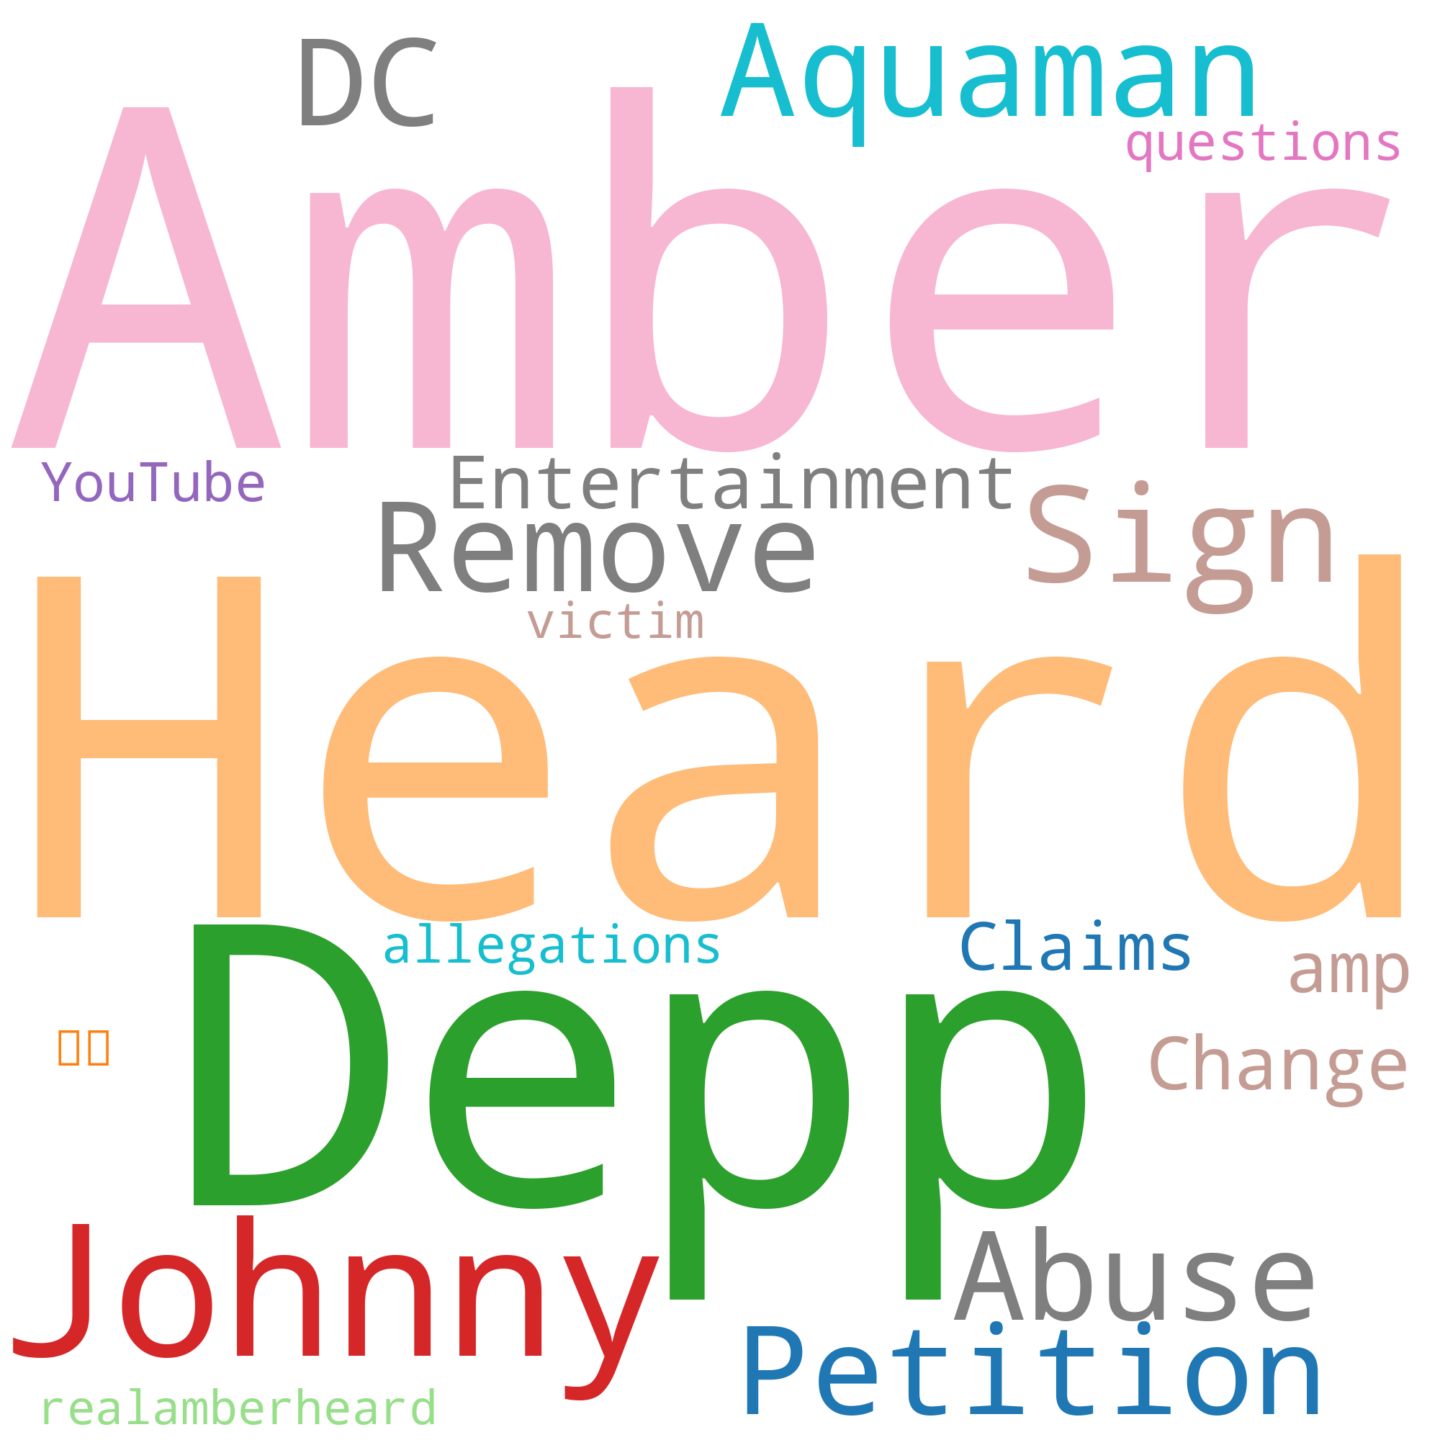 DC
Aquaman
questions
Amber
YouTube
Entertainment
Remove
Sign
victim
Heard
allegations
Claims
amp
Depp
Change
Johnny
Abuse
Petition
realamberheard